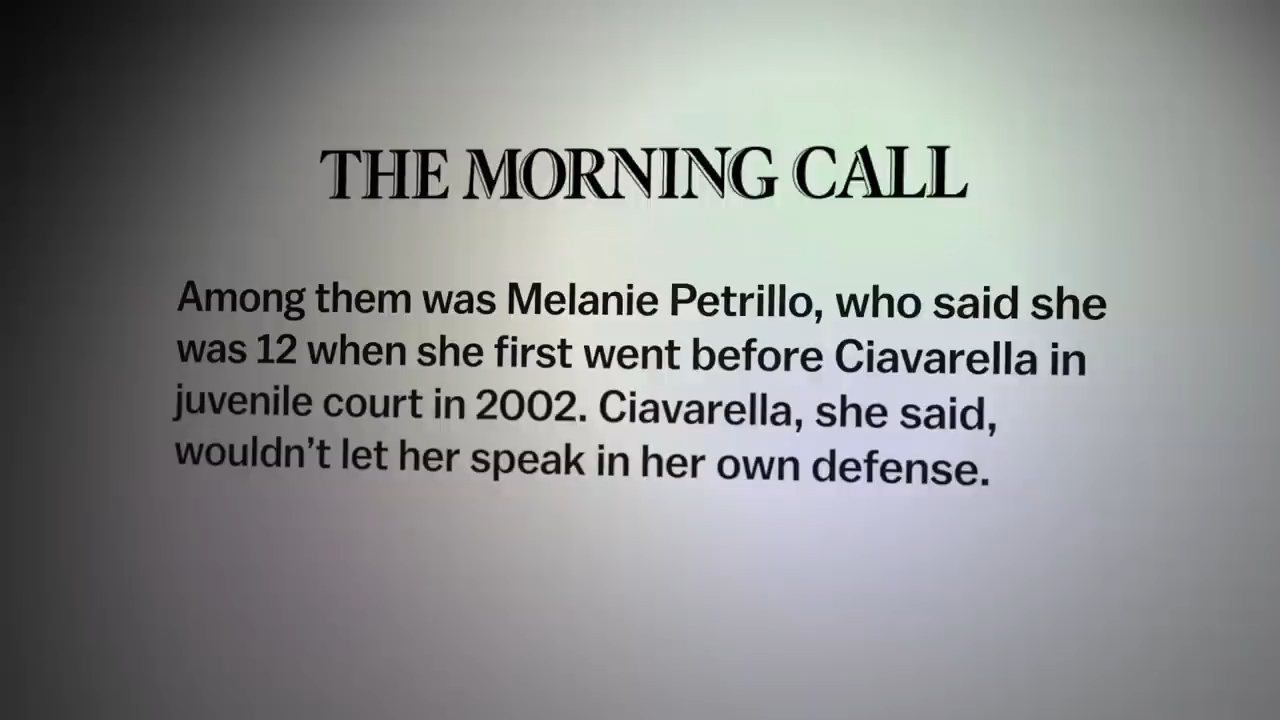 THE MORNING CALL
Among them was Melanie Petrillo, who said she
was 12 when she first went before Ciavarella in
juvenile court in 2002. Ciavarella, she said,
wouldn’t let her speak in her own defense.